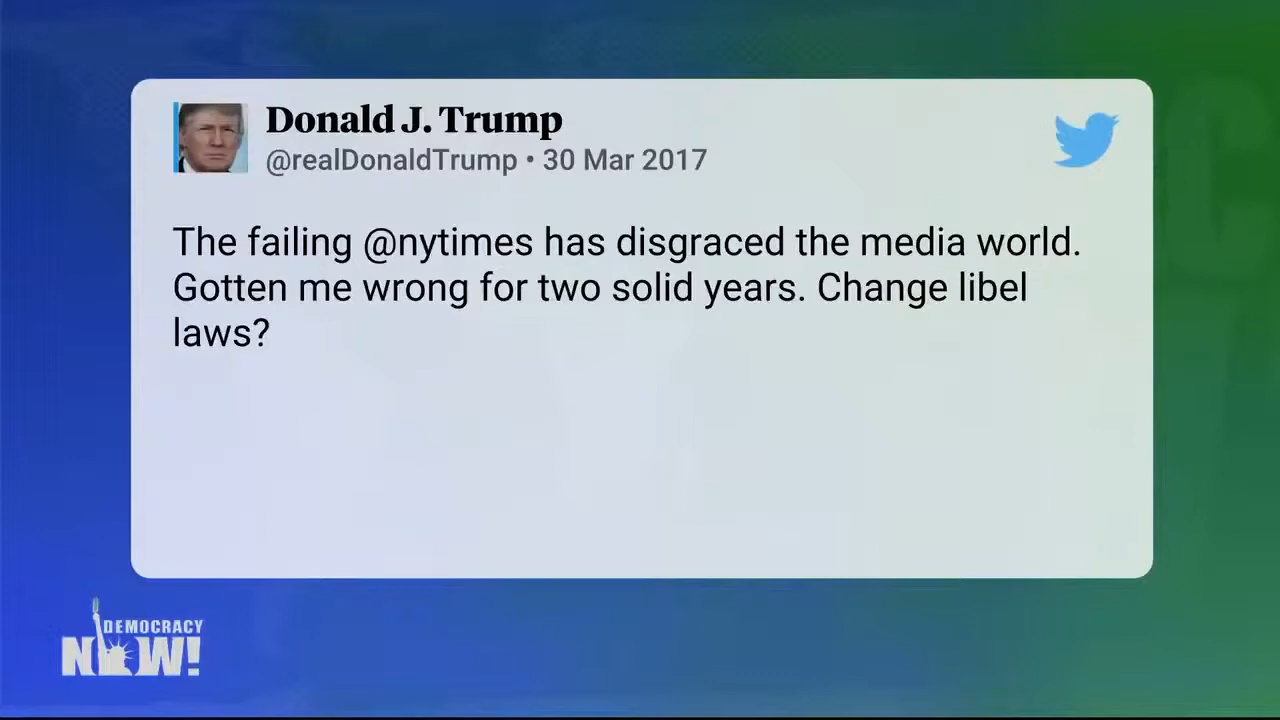 Donald J. Trump
@realDonaldTrump • 30 Mar 2017
The failing @nytimes has disgraced the media world.
Gotten me wrong for two solid years. Change libel
laws?
DEMOCRACY
NOW!